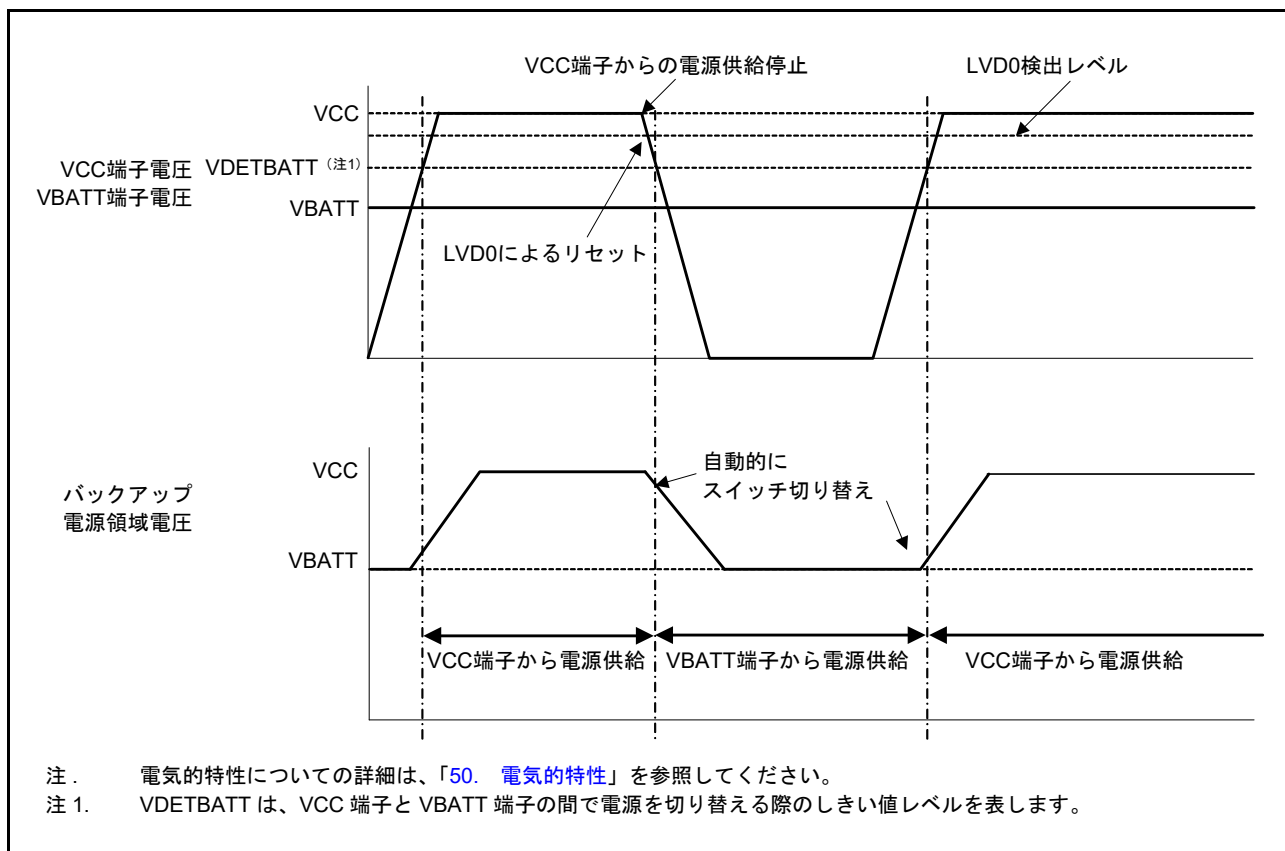 VCC端子からの電源供給停止
LVD0検出レベル
VCC
VCC端子電圧
VBATT端子電圧
VDETBATT（注1）
VBATT
LVD0によるリセット
VCC
自動的に
スイッチ切り替え
バックアップ
電源領域電圧
VBATT
VCC端子から電源供給
VBATT端子から電源供給
VCC端子から電源供給
注 . 電気的特性についての詳細は、「50. 電気的特性」を参照してください。
注 1. VDETBATT は、VCC 端子と VBATT 端子の間で電源を切り替える際のしきい値レベルを表します。